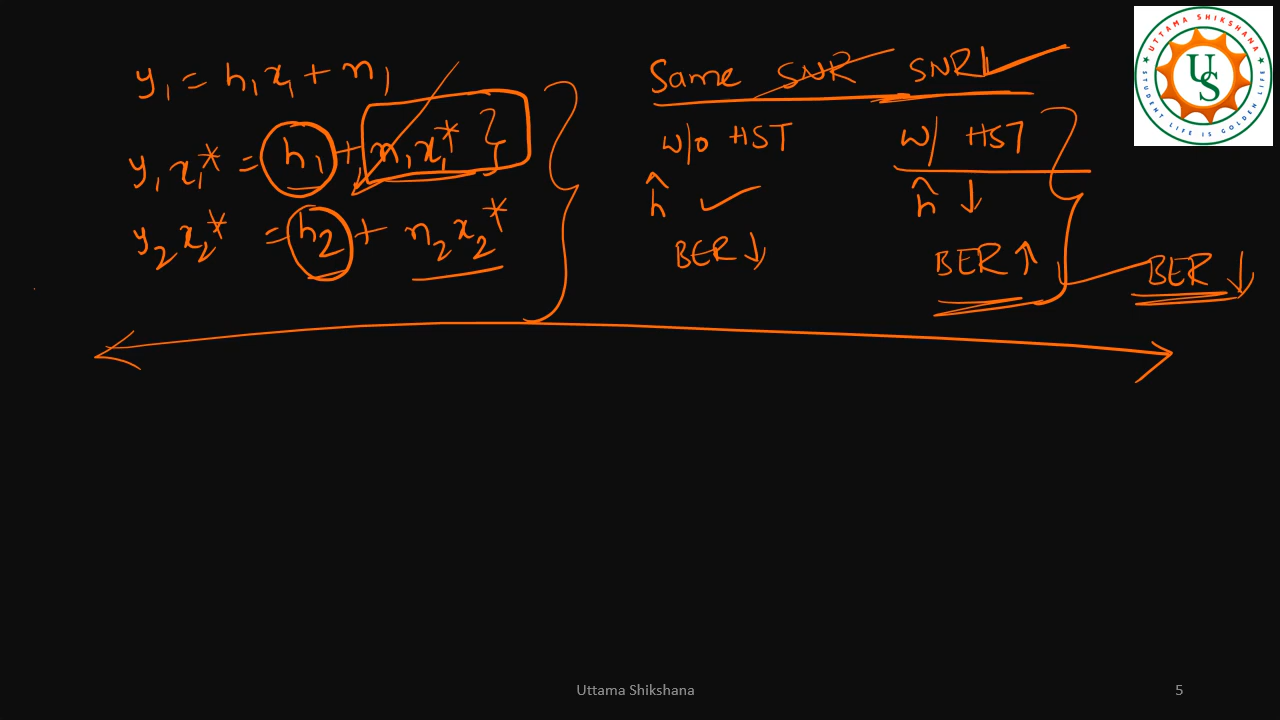 y₁ = h₁x₁ + n₁
y₁x₁* = h₁ + n₁x₁*
y₂x₂* = h₂ + n₂x₂*
Same SNR SNR↓
w/o HST w/ HST
ĥ ✓ ĥ ↓
BER ↓ BER ↑ BER ↓
UTTAMA SHIKSHANA
US
STUDENT LIFE IS GOLDEN LIFE
Uttama Shikshana
5